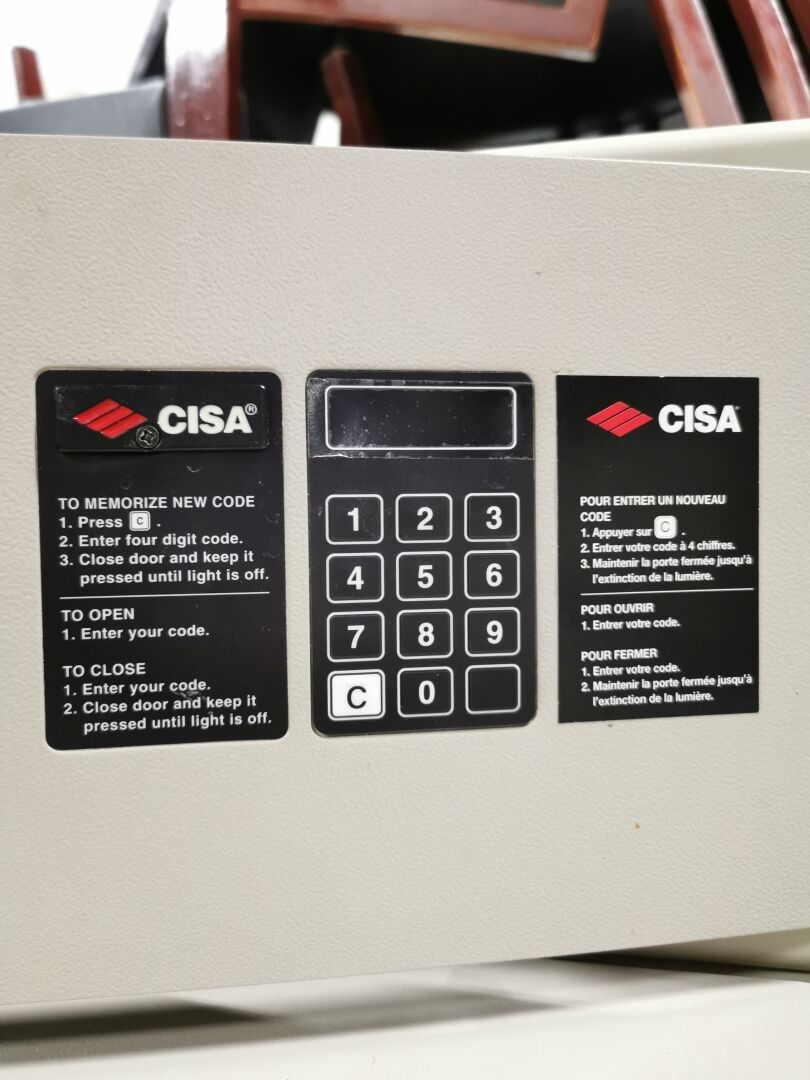 CISA®
TO MEMORIZE NEW CODE
1. Press C .
2. Enter four digit code.
3. Close door and keep it
pressed until light is off.
TO OPEN
1. Enter your code.
TO CLOSE
1. Enter your code.
2. Close door and keep it
pressed until light is off.
1 2 3
4 5 6
7 8 9
C 0
CISA
POUR ENTRER UN NOUVEAU
CODE
1. Appuyer sur C .
2. Entrer votre code à 4 chiffres.
3. Maintenir la porte fermée jusqu'à
l'extinction de la lumière.
POUR OUVRIR
1. Entrer votre code.
POUR FERMER
1. Entrer votre code.
2. Maintenir la porte fermée jusqu'à
l'extinction de la lumière.